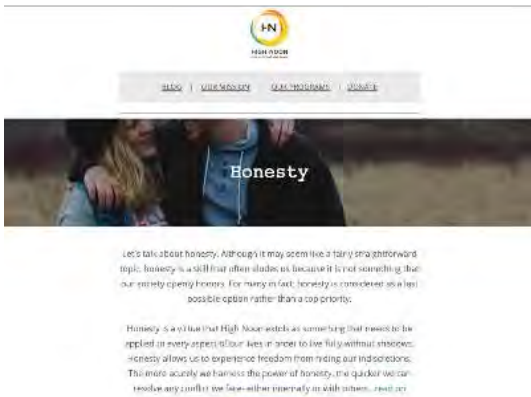 HN
HIGH NOON
BLOG | OUR MISSION | OUR PROGRAMS | DONATE
Honesty
Let's talk about honesty. Although it may seem like a fairly straightforward
topic, honesty is a skill that often eludes us because it is not something that
our society openly honors. For many in fact, honesty is considered as a last
possible option rather than a top priority.
Honesty is a virtue that High Noon extols as something that needs to be
applied to every aspect of our lives in order to live fully without shadows.
Honesty allows us to experience freedom from hiding our indiscretions.
The more acutely we harness the power of honesty, the quicker we can
resolve any conflict we face- either internally or with others... read on